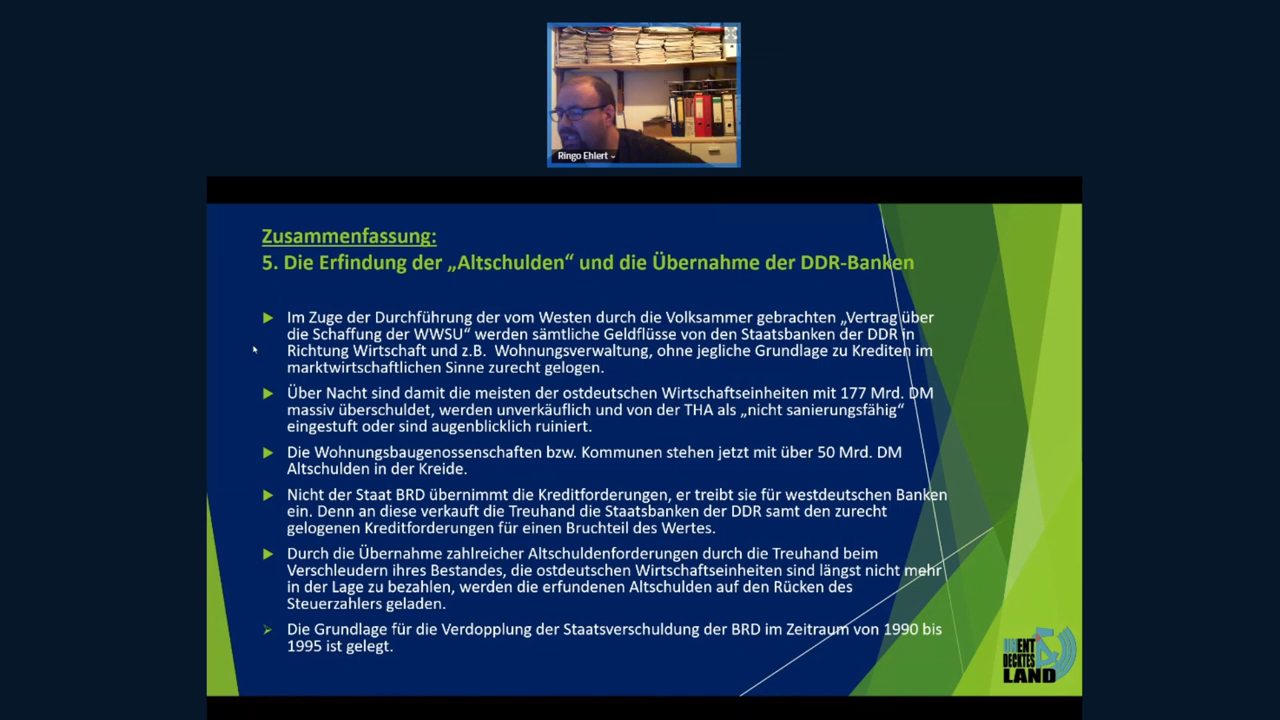 Ringo Ehlert
Zusammenfassung:
5. Die Erfindung der „Altschulden“ und die Übernahme der DDR-Banken
Im Zuge der Durchführung der vom Westen durch die Volksammer gebrachten „Vertrag über
die Schaffung der WWSU“ werden sämtliche Geldflüsse von den Staatsbanken der DDR in
Richtung Wirtschaft und z.B. Wohnungsverwaltung, ohne jegliche Grundlage zu Krediten im
marktwirtschaftlichen Sinne zurecht gelogen.
Über Nacht sind damit die meisten der ostdeutschen Wirtschaftseinheiten mit 177 Mrd. DM
massiv überschuldet, werden unverkäuflich und von der THA als „nicht sanierungsfähig“
eingestuft oder sind augenblicklich ruiniert.
Die Wohnungsbaugenossenschaften bzw. Kommunen stehen jetzt mit über 50 Mrd. DM
Altschulden in der Kreide.
Nicht der Staat BRD übernimmt die Kreditforderungen, er treibt sie für westdeutschen Banken
ein. Denn an diese verkauft die Treuhand die Staatsbanken der DDR samt den zurecht
gelogenen Kreditforderungen für einen Bruchteil des Wertes.
Durch die Übernahme zahlreicher Altschuldenforderungen durch die Treuhand beim
Verschleudern ihres Bestandes, die ostdeutschen Wirtschaftseinheiten sind längst nicht mehr
in der Lage zu bezahlen, werden die erfundenen Altschulden auf den Rücken des
Steuerzahlers geladen.
Die Grundlage für die Verdopplung der Staatsverschuldung der BRD im Zeitraum von 1990 bis
1995 ist gelegt.
UNENT
DECKTES
LAND